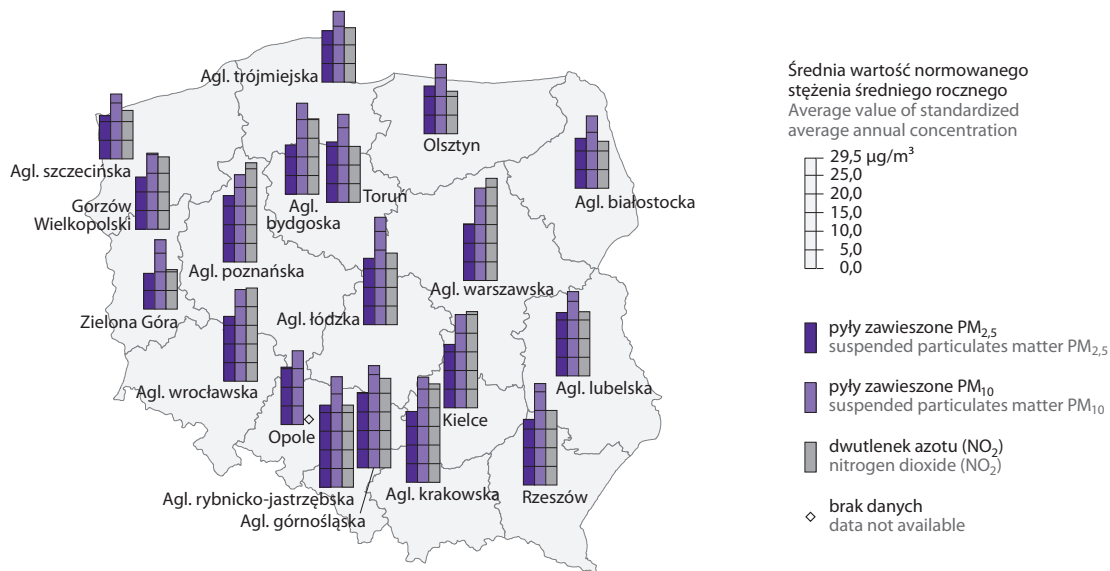 Agl. trójmiejska
Agl. szczecińska
Olsztyn
Gorzów
Wielkopolski
Agl.
bydgoska
Toruń
Agl. białostocka
Agl. poznańska
Agl. warszawska
Zielona Góra
Agl. łódzka
Agl. wrocławska
Agl. lubelska
Kielce
Opole
Agl. rybnicko-jastrzębska
Agl. górnośląska
Agl. krakowska
Rzeszów
Średnia wartość normowanego
stężenia średniego rocznego
Average value of standardized
average annual concentration
29,5 µg/m³
25,0
20,0
15,0
10,0
5,0
0,0
pyły zawieszone PM2,5
suspended particulates matter PM2,5
pyły zawieszone PM10
suspended particulates matter PM10
dwutlenek azotu (NO2)
nitrogen dioxide (NO2)
brak danych
data not available